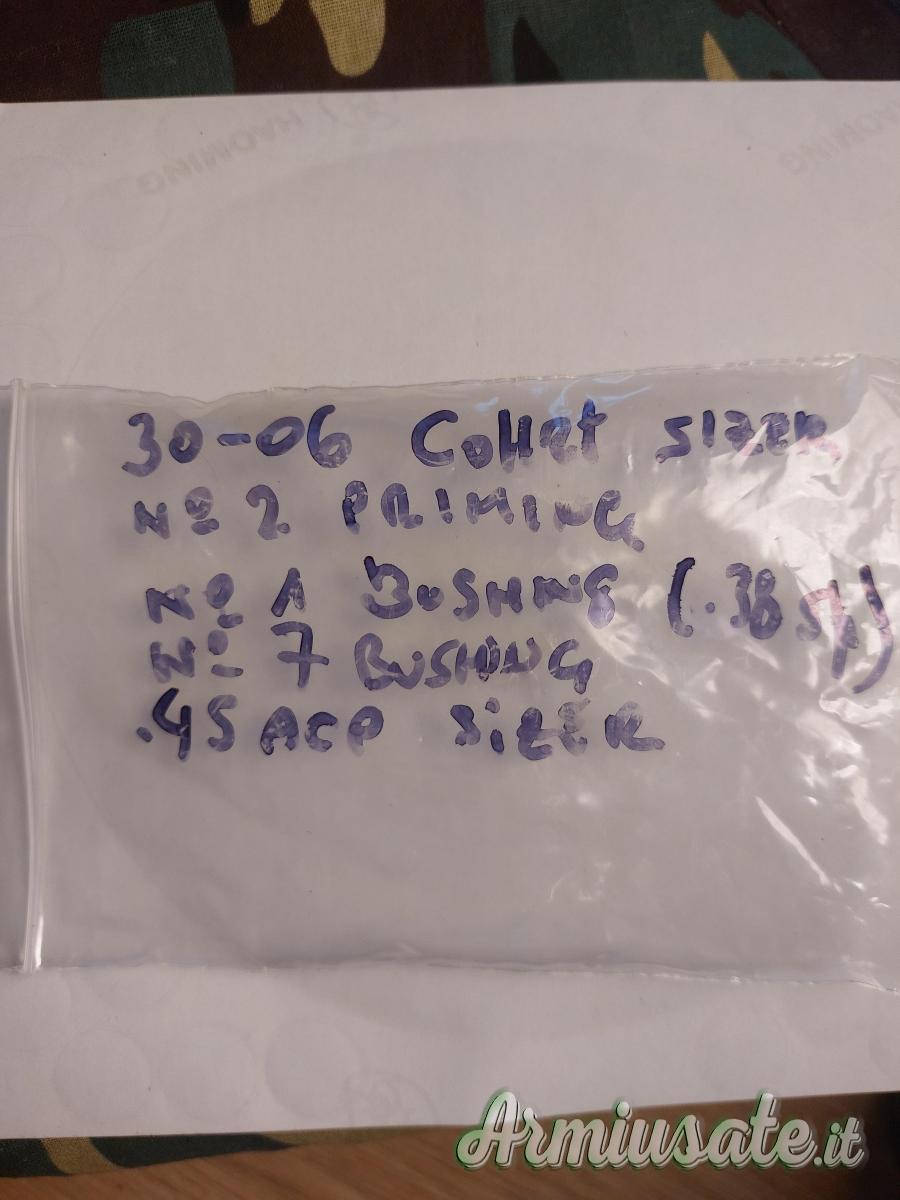 30-06 Collet SIZER
Nº 2 PRIMING
Nº 1 BUSHING (.38 Sp)
Nº 7 BUSHING
.45 ACP SiZER
Armiusate.it